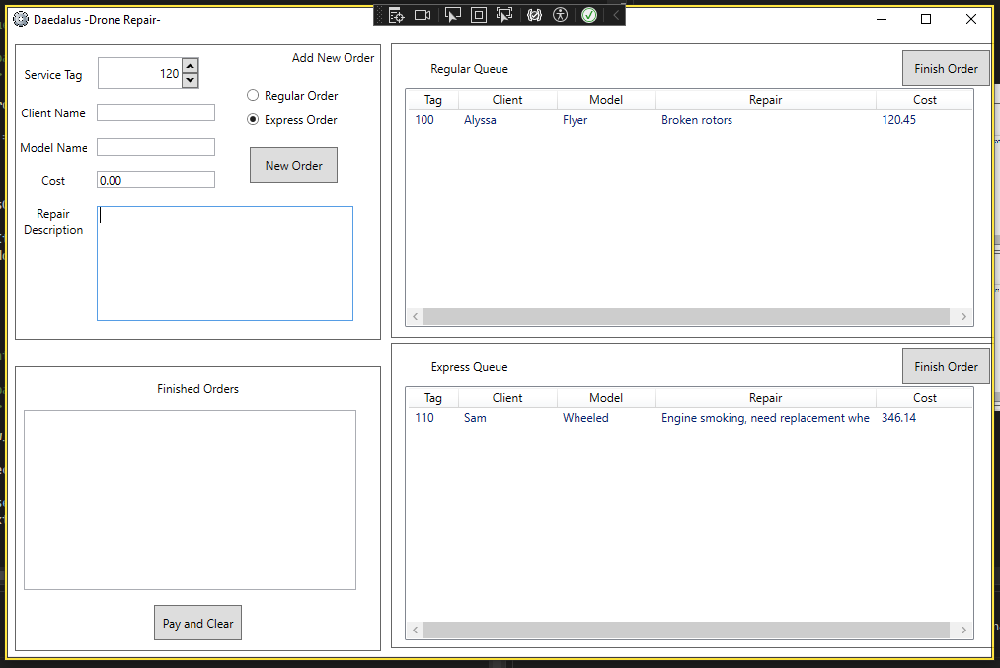 Daedalus -Drone Repair-
Add New Order
Service Tag
120
Regular Order
Client Name
Express Order
Model Name
New Order
Cost
0.00
Repair
Description
Finished Orders
Pay and Clear
Regular Queue
Finish Order
Tag Client Model Repair Cost
100 Alyssa Flyer Broken rotors 120.45
Express Queue
Finish Order
Tag Client Model Repair Cost
110 Sam Wheeled Engine smoking, need replacement whe 346.14